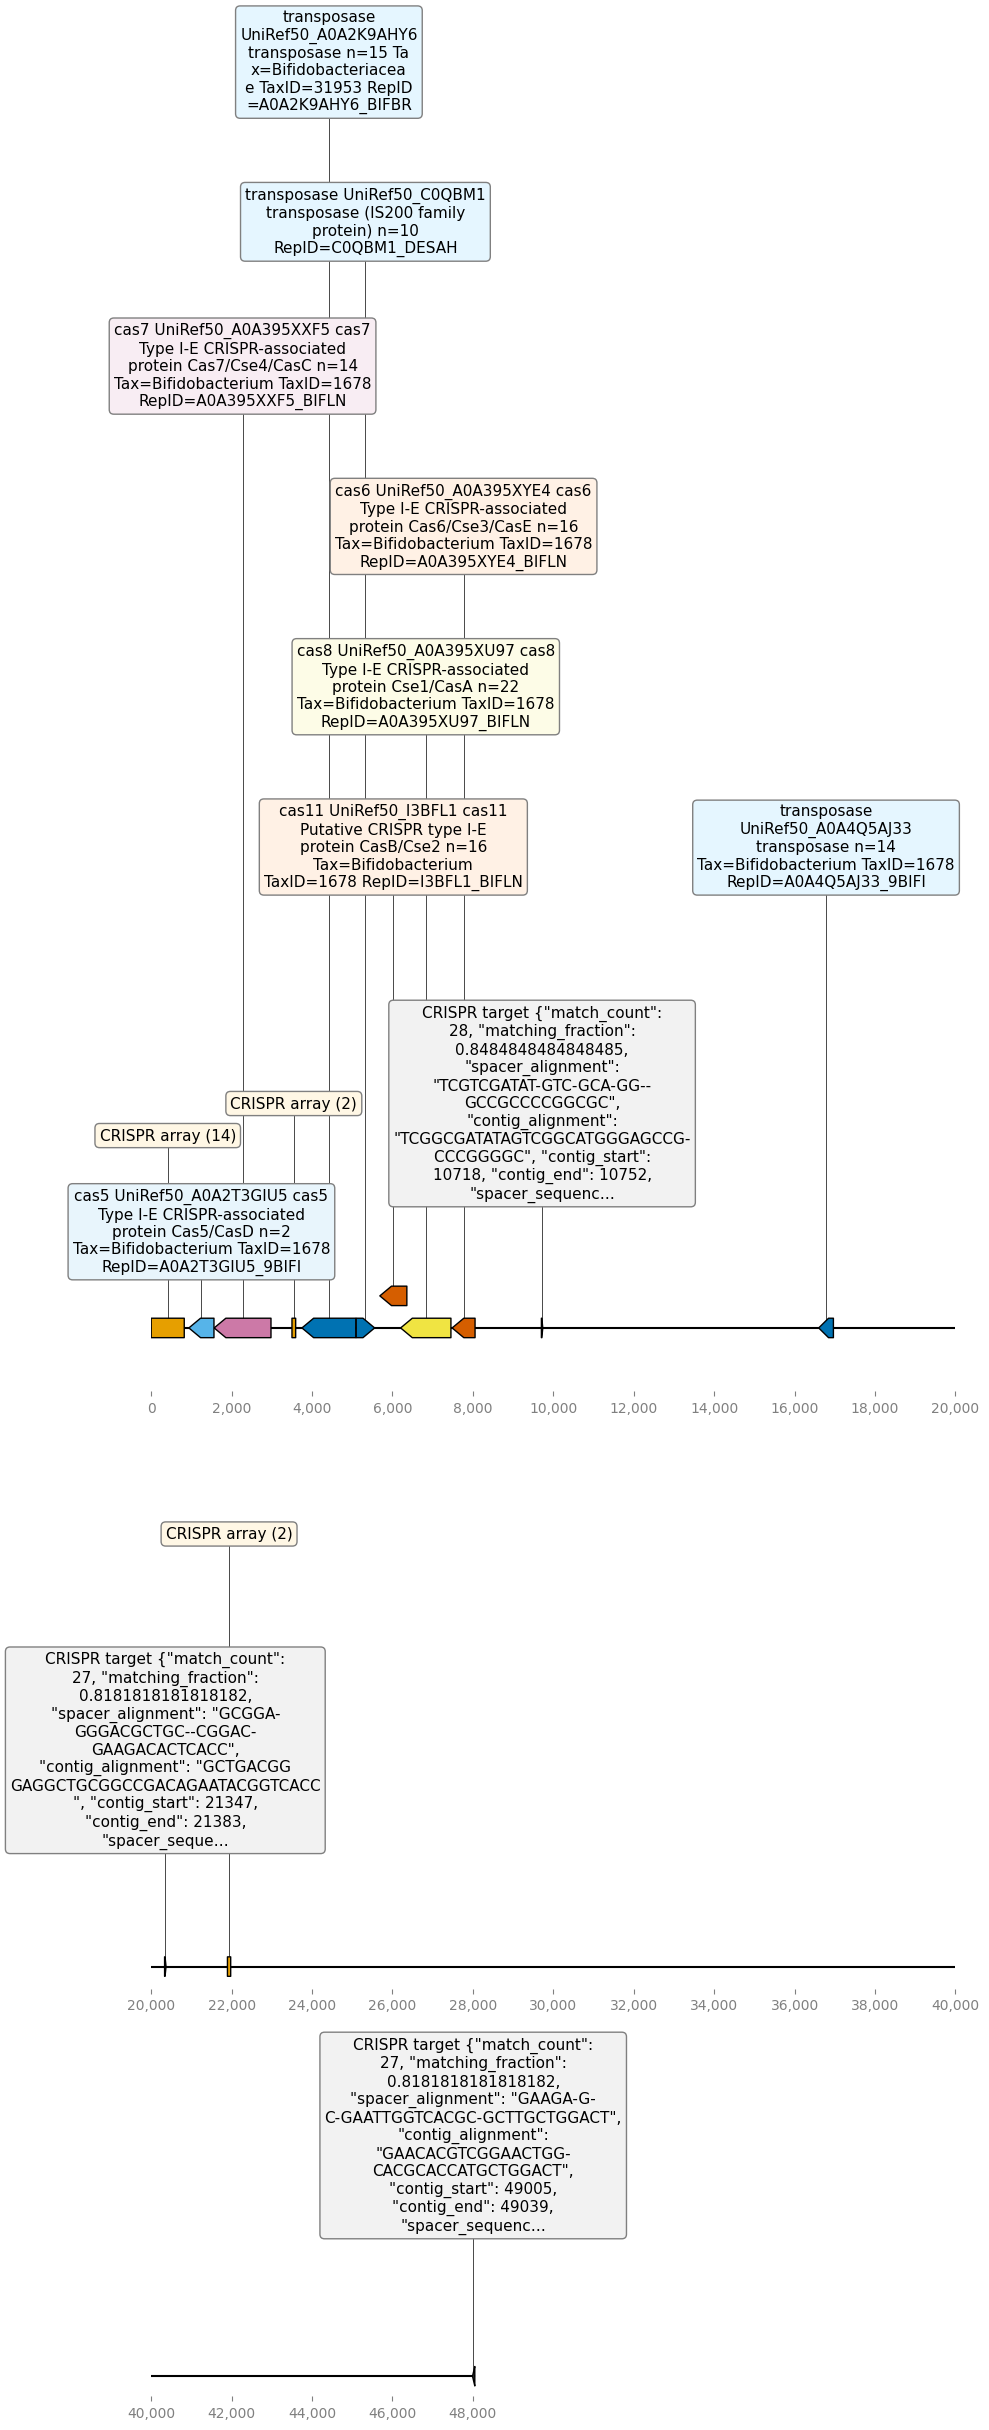 transposase
UniRef50_A0A2K9AHY6
transposase n=15 Ta
x=Bifidobacteriacea
e TaxID=31953 RepID
=A0A2K9AHY6_BIFBR
transposase UniRef50_C0QBM1
transposase (IS200 family
protein) n=10
RepID=C0QBM1_DESAH
cas7 UniRef50_A0A395XXF5 cas7
Type I-E CRISPR-associated
protein Cas7/Cse4/CasC n=14
Tax=Bifidobacterium TaxID=1678
RepID=A0A395XXF5_BIFLN
cas6 UniRef50_A0A395XYE4 cas6
Type I-E CRISPR-associated
protein Cas6/Cse3/CasE n=16
Tax=Bifidobacterium TaxID=1678
RepID=A0A395XYE4_BIFLN
cas8 UniRef50_A0A395XU97 cas8
Type I-E CRISPR-associated
protein Cse1/CasA n=22
Tax=Bifidobacterium TaxID=1678
RepID=A0A395XU97_BIFLN
cas11 UniRef50_I3BFL1 cas11
Putative CRISPR type I-E
protein CasB/Cse2 n=16
Tax=Bifidobacterium
TaxID=1678 RepID=I3BFL1_BIFLN
transposase
UniRef50_A0A4Q5AJ33
transposase n=14
Tax=Bifidobacterium TaxID=1678
RepID=A0A4Q5AJ33_9BIFI
CRISPR target {"match_count":
28, "matching_fraction":
0.8484848484848485,
"spacer_alignment":
"TCGTCGATAT-GTC-GCA-GG--
GCCGCCCCGGCGC",
"contig_alignment":
"TCGGCGATATAGTCGGCATGGGAGCCG-
CCCGGGGC", "contig_start":
10718, "contig_end": 10752,
"spacer_sequenc...
CRISPR array (2)
CRISPR array (14)
cas5 UniRef50_A0A2T3GIU5 cas5
Type I-E CRISPR-associated
protein Cas5/CasD n=2
Tax=Bifidobacterium TaxID=1678
RepID=A0A2T3GIU5_9BIFI
0 2,000 4,000 6,000 8,000 10,000 12,000 14,000 16,000 18,000 20,000
CRISPR array (2)
CRISPR target {"match_count":
27, "matching_fraction":
0.8181818181818182,
"spacer_alignment": "GCGGA-
GGGACGCTGC--CGGAC-
GAAGACACTCACC",
"contig_alignment": "GCTGACGG
GAGGCTGCGGCCGACAGAATACGGTCACC
", "contig_start": 21347,
"contig_end": 21383,
"spacer_seque...
20,000 22,000 24,000 26,000 28,000 30,000 32,000 34,000 36,000 38,000 40,000
CRISPR target {"match_count":
27, "matching_fraction":
0.8181818181818182,
"spacer_alignment": "GAAGA-G-
C-GAATTGGTCACGC-GCTTGCTGGACT",
"contig_alignment":
"GAACACGTCGGAACTGG-
CACGCACCATGCTGGACT",
"contig_start": 49005,
"contig_end": 49039,
"spacer_sequenc...
40,000 42,000 44,000 46,000 48,000